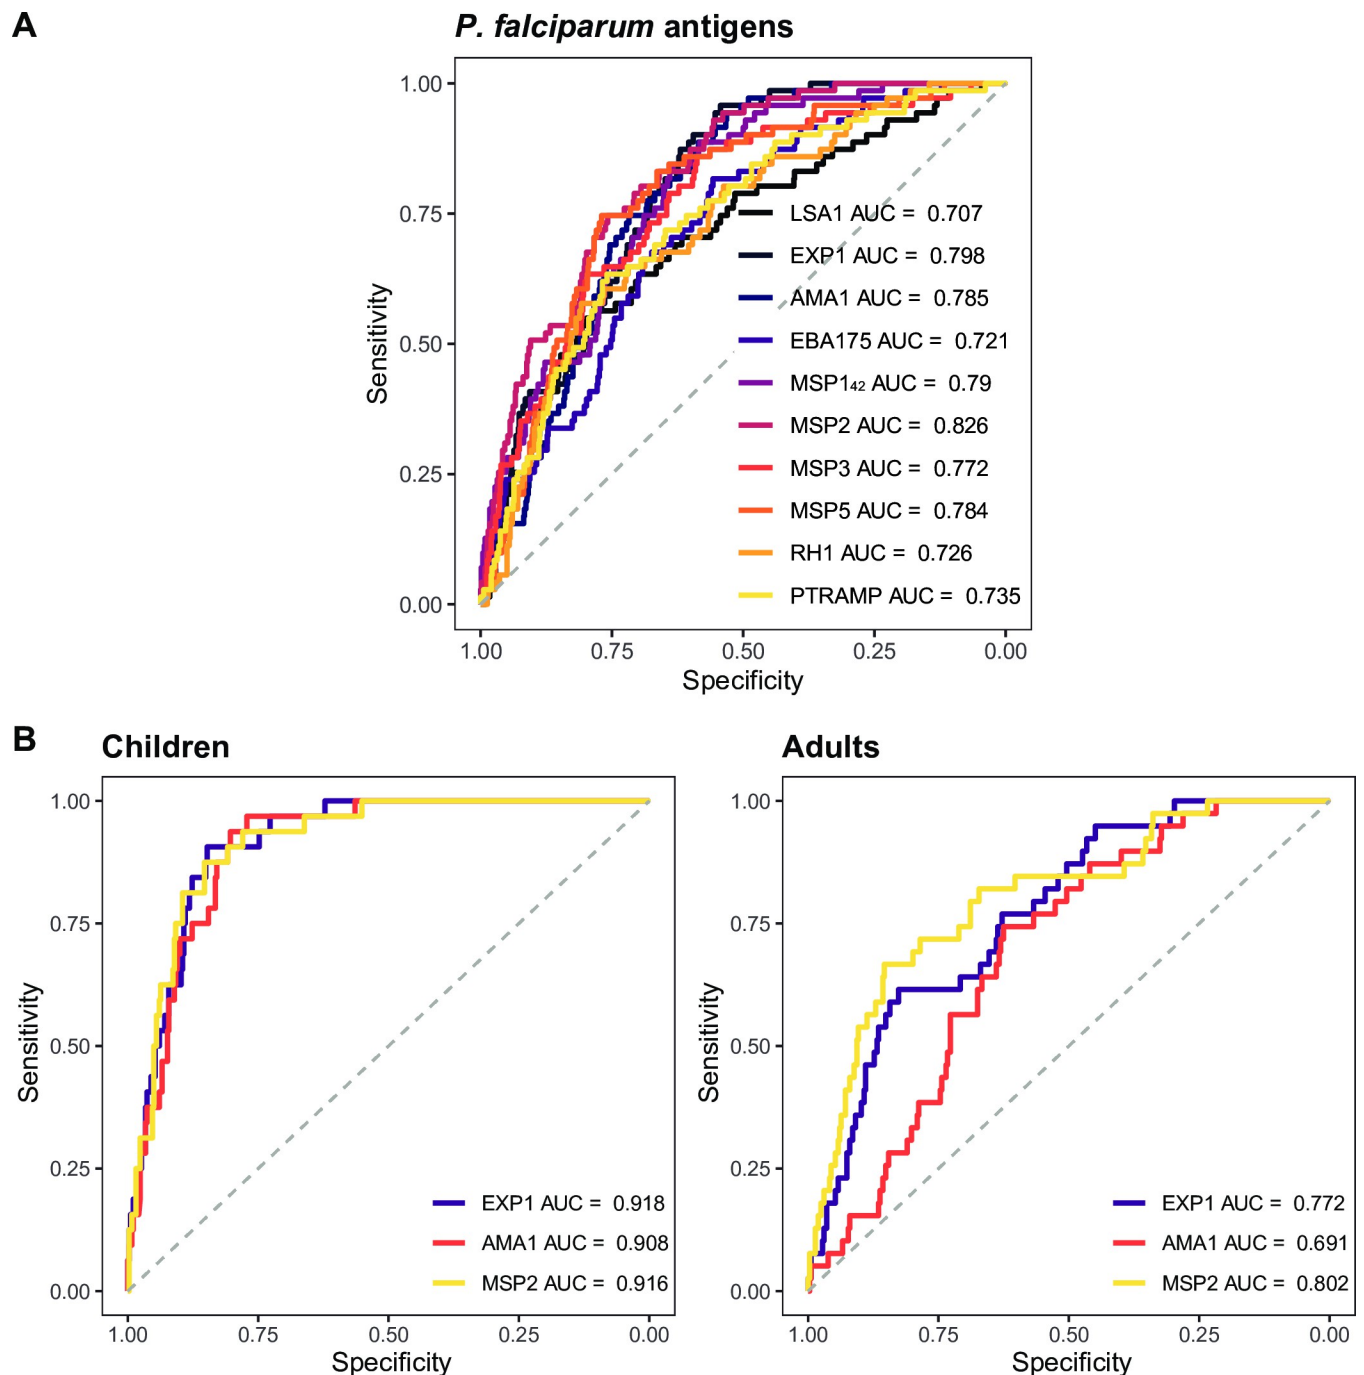 A
P. falciparum antigens
1.00
0.75
0.50
0.25
0.00
Sensitivity
LSA1 AUC = 0.707
EXP1 AUC = 0.798
AMA1 AUC = 0.785
EBA175 AUC = 0.721
MSP1₄₂ AUC = 0.79
MSP2 AUC = 0.826
MSP3 AUC = 0.772
MSP5 AUC = 0.784
RH1 AUC = 0.726
PTRAMP AUC = 0.735
1.00 0.75 0.50 0.25 0.00
Specificity
B
Children
1.00
0.75
0.50
0.25
0.00
Sensitivity
EXP1 AUC = 0.918
AMA1 AUC = 0.908
MSP2 AUC = 0.916
1.00 0.75 0.50 0.25 0.00
Specificity
Adults
1.00
0.75
0.50
0.25
0.00
Sensitivity
EXP1 AUC = 0.772
AMA1 AUC = 0.691
MSP2 AUC = 0.802
1.00 0.75 0.50 0.25 0.00
Specificity